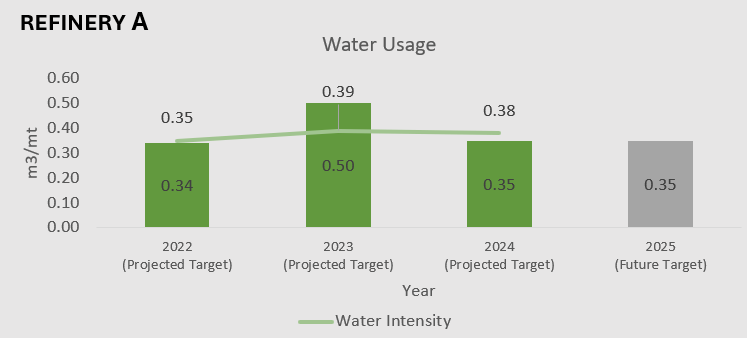 REFINERY A
Water Usage
0.60
0.50
0.40
0.30
0.20
0.10
0.00
m3/mt
0.35
0.39
0.38
0.34
0.50
0.35
0.35
2022
(Projected Target)
2023
(Projected Target)
2024
(Projected Target)
2025
(Future Target)
Year
Water Intensity